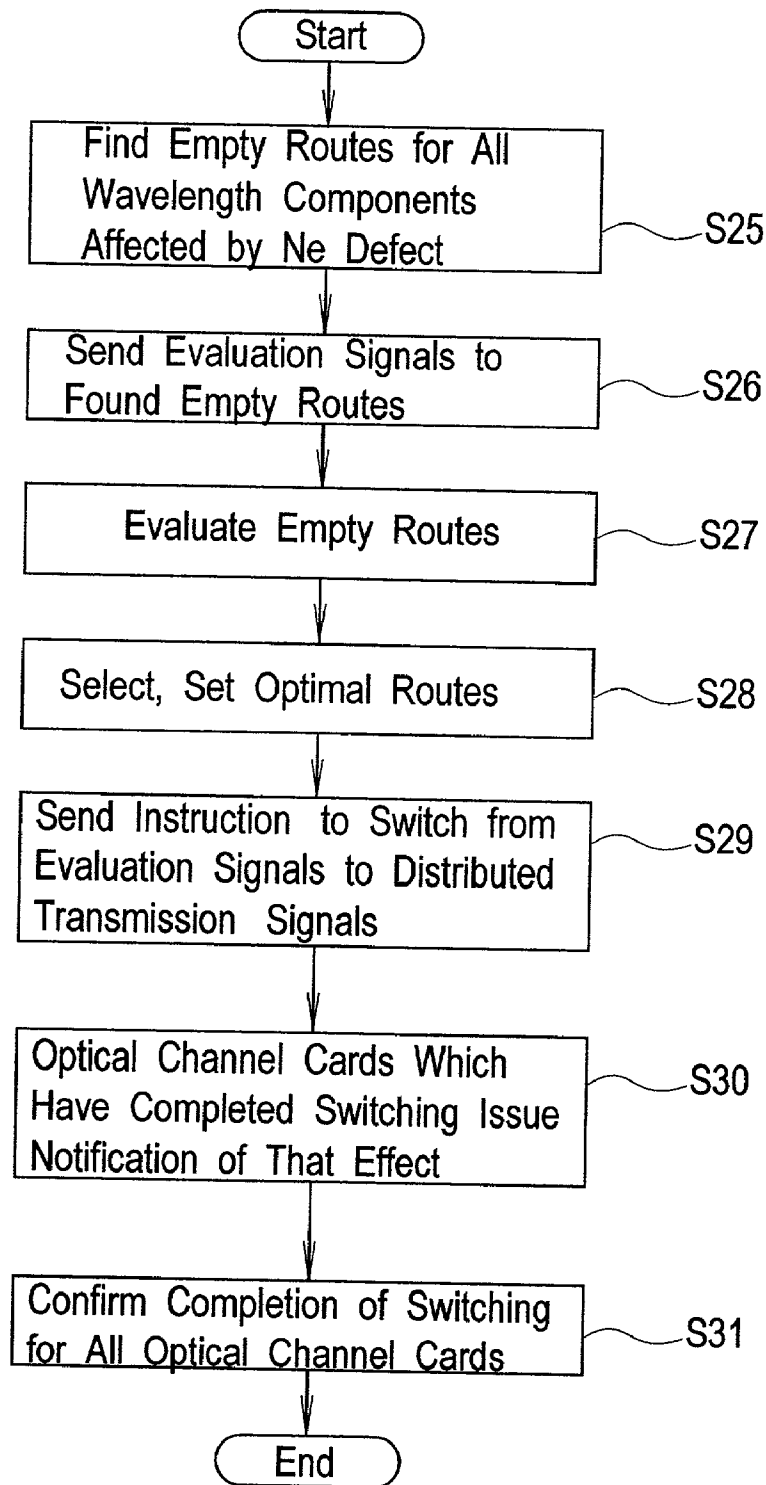 Start
Find Empty Routes for All
Wavelength Components
Affected by Ne Defect
S25
Send Evaluation Signals to
Found Empty Routes
S26
Evaluate Empty Routes
S27
Select, Set Optimal Routes
S28
Send Instruction to Switch from
Evaluation Signals to Distributed
Transmission Signals
S29
Optical Channel Cards Which
Have Completed Switching Issue
Notification of That Effect
S30
Confirm Completion of Switching
for All Optical Channel Cards
S31
End